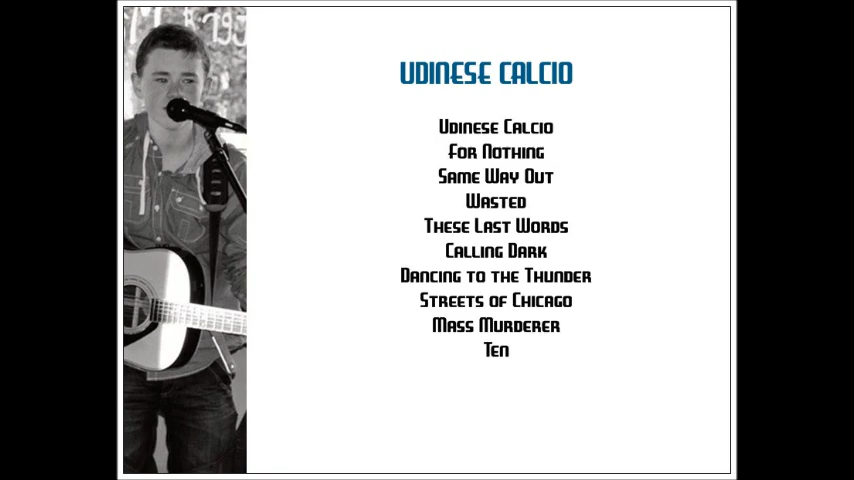 UDINESE CALCIO
UDINESE CALCIO
FOR NOTHING
SAME WAY OUT
WASTED
THESE LAST WORDS
CALLING DARK
DANCING TO THE THUNDER
STREETS OF CHICAGO
MASS MURDERER
TEN